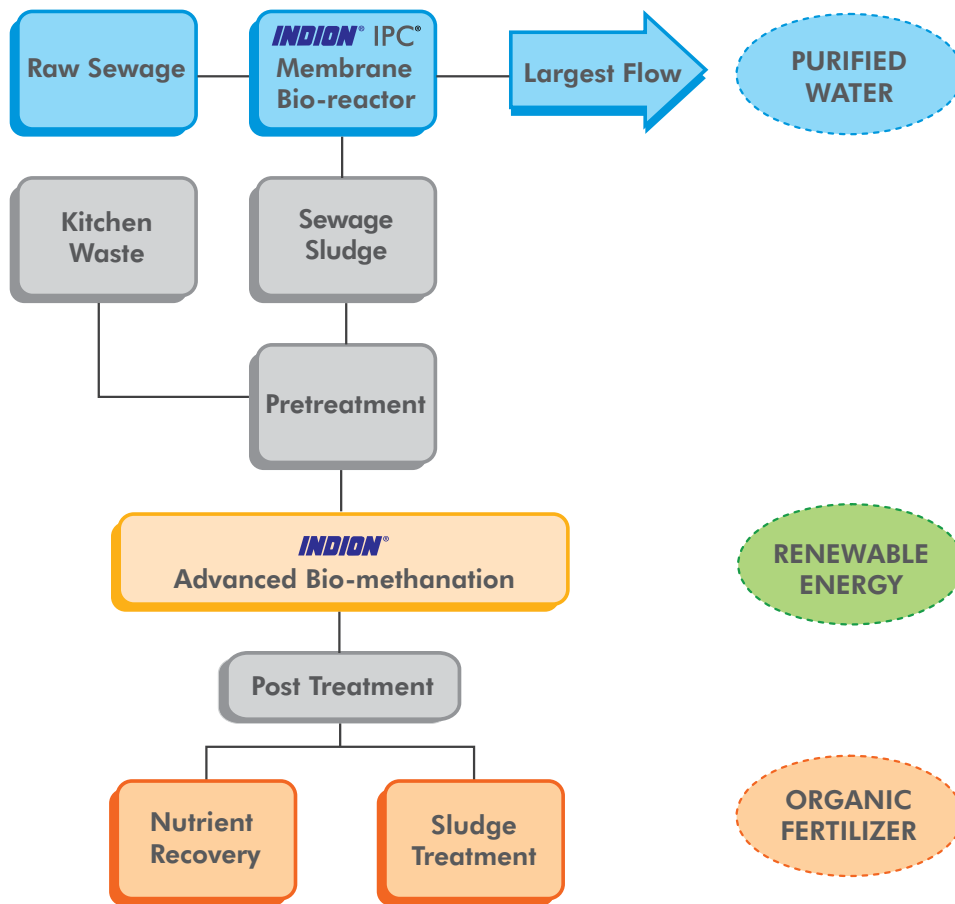 Raw Sewage
INDION® IPC®
Membrane
Bio-reactor
Largest Flow
PURIFIED
WATER
Kitchen
Waste
Sewage
Sludge
Pretreatment
INDION®
Advanced Bio-methanation
RENEWABLE
ENERGY
Post Treatment
Nutrient
Recovery
Sludge
Treatment
ORGANIC
FERTILIZER